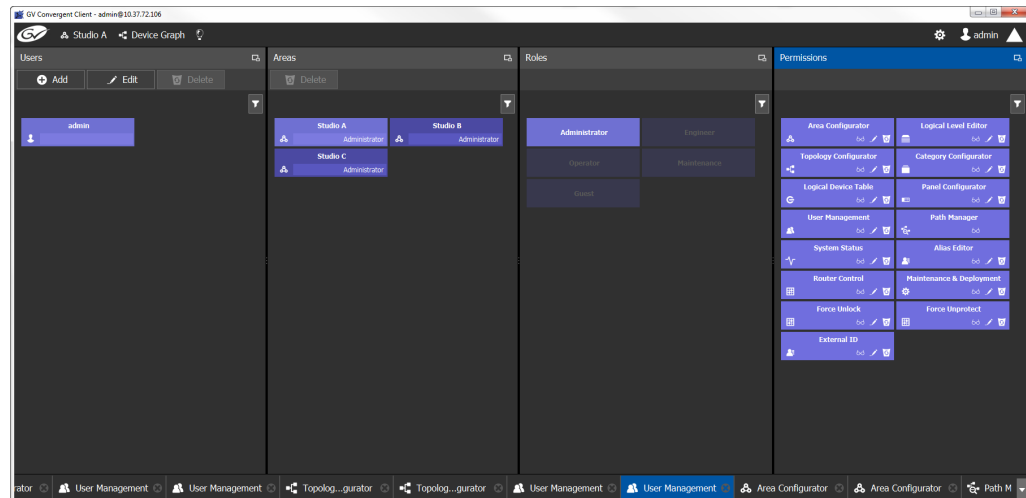 GV Convergent Client - admin@10.37.72.106
GV Studio A Device Graph admin
Users Areas Roles Permissions
Add Edit Delete Delete
admin
Studio A Studio B
Administrator Administrator
Studio C
Administrator
Administrator Engineer
Operator Maintenance
Guest
Area Configurator Logical Level Editor
Topology Configurator Category Configurator
Logical Device Table Panel Configurator
User Management Path Manager
System Status Alias Editor
Router Control Maintenance & Deployment
Force Unlock Force Unprotect
External ID
rator User Management User Management Topolog...gurator Topolog...gurator User Management User Management Area Configurator Area Configurator Path M